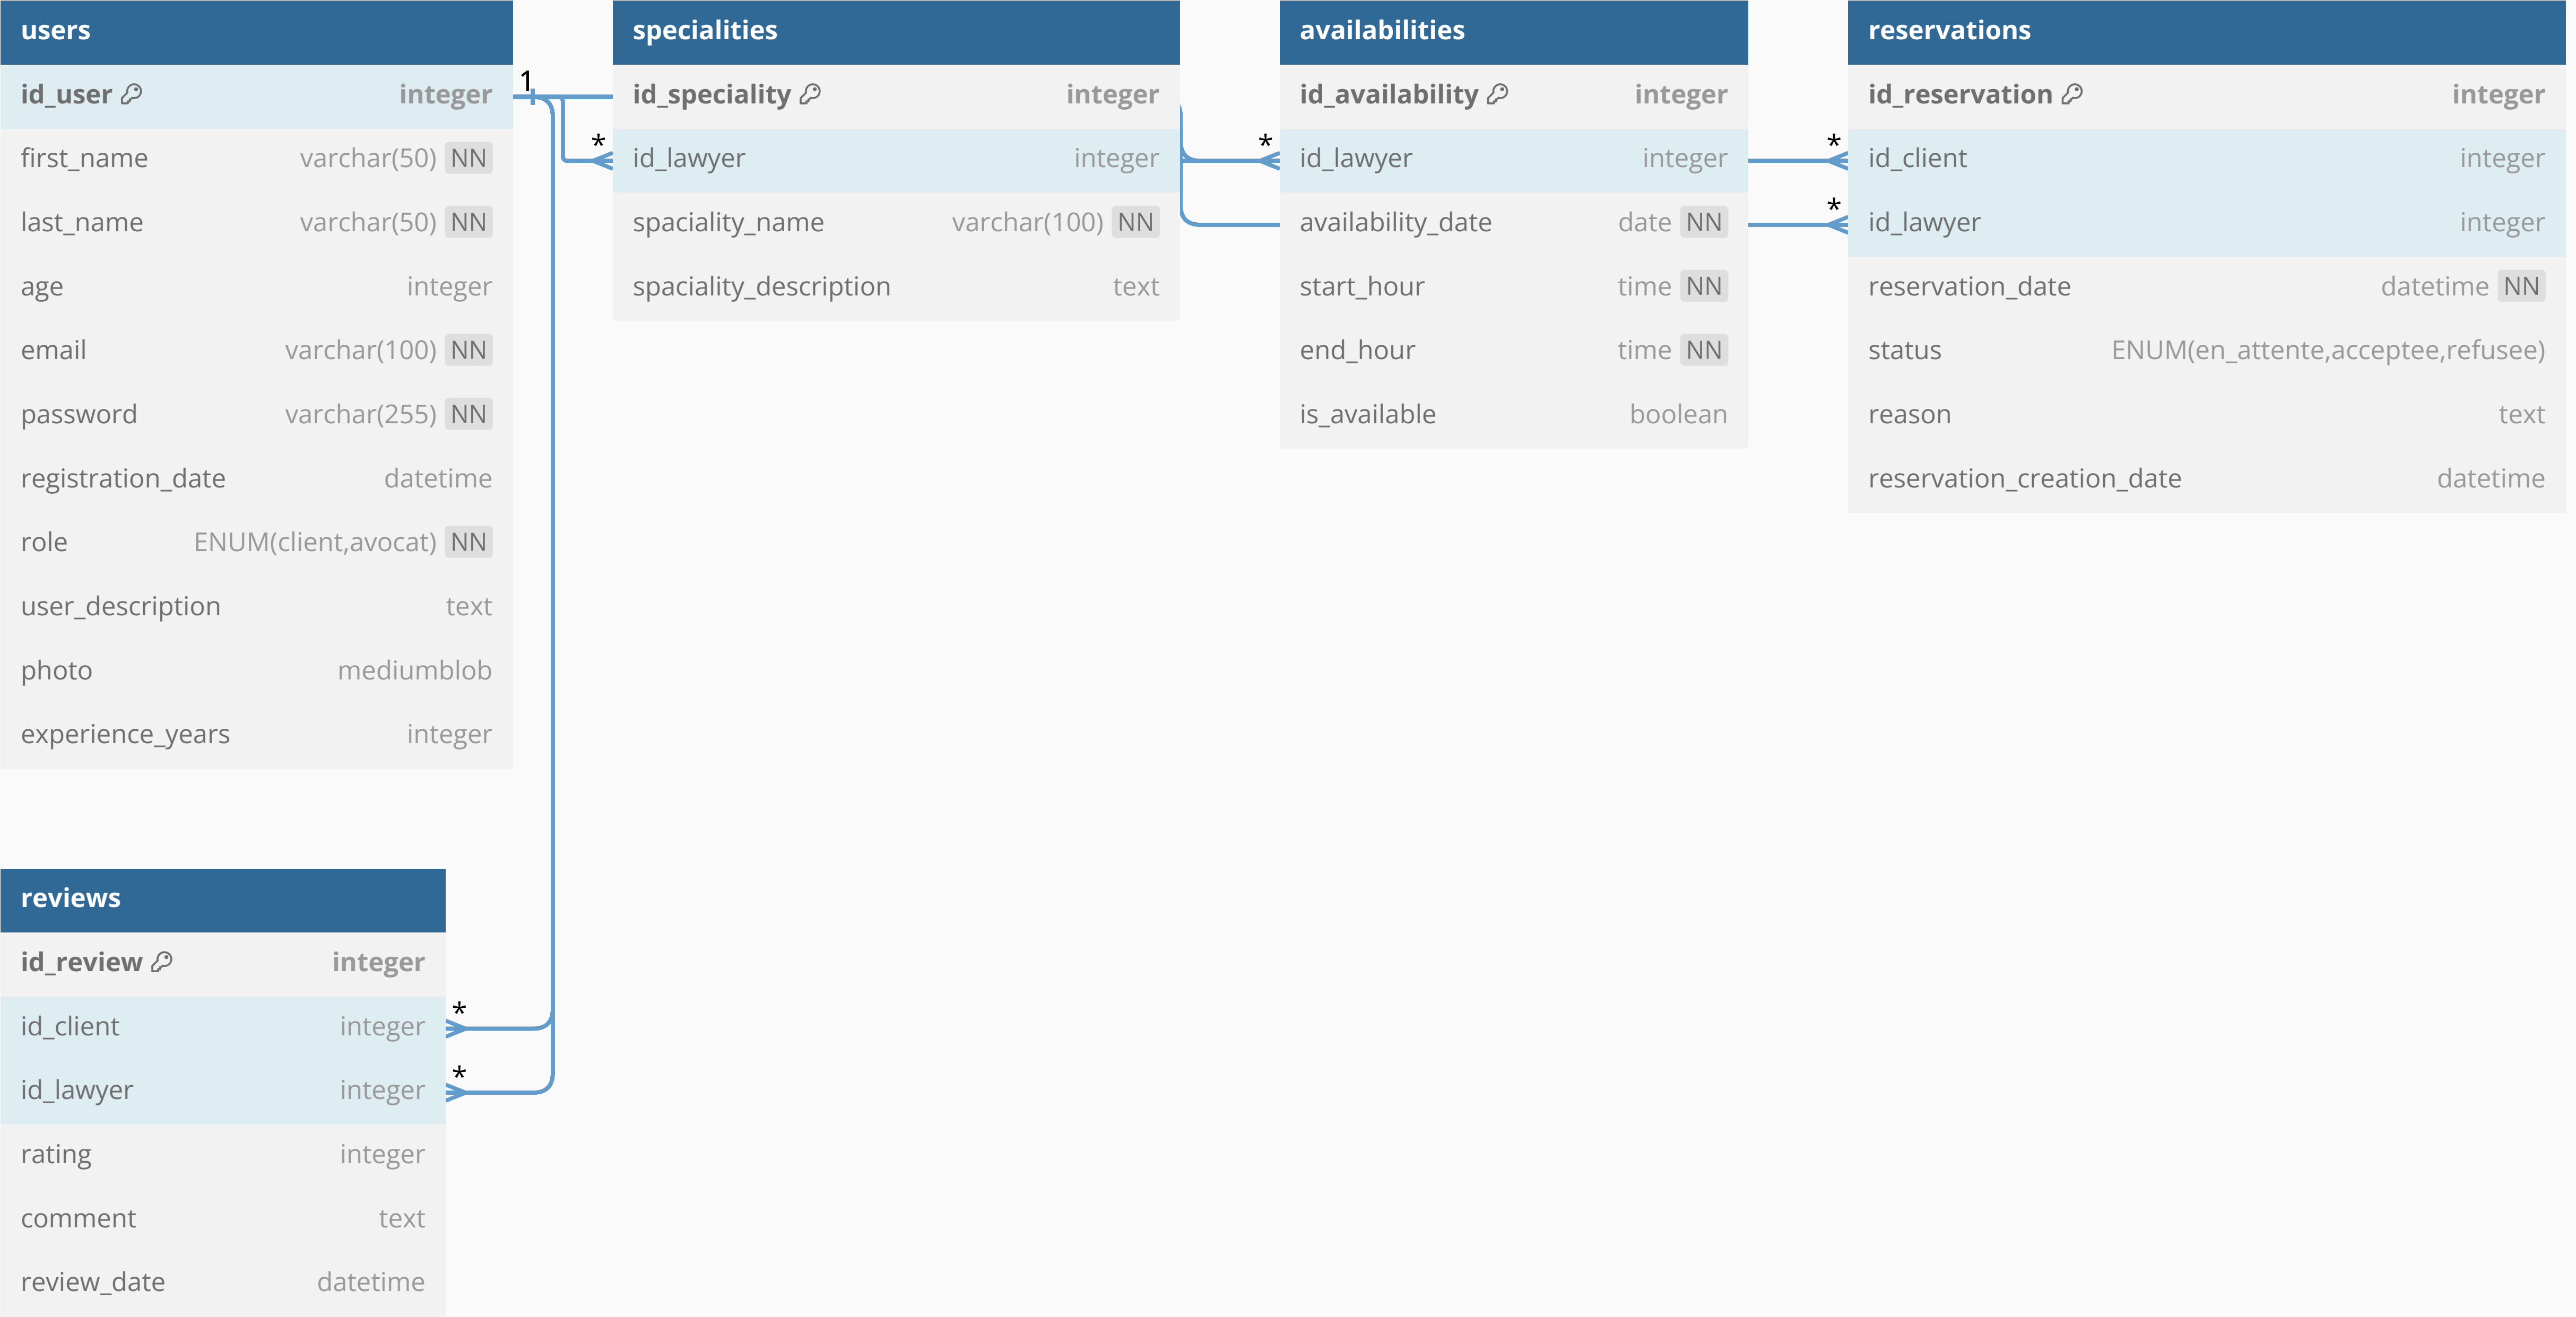 users
id_user integer
first_name varchar(50) NN
last_name varchar(50) NN
age integer
email varchar(100) NN
password varchar(255) NN
registration_date datetime
role ENUM(client,avocat) NN
user_description text
photo mediumblob
experience_years integer
1
*
specialities
id_speciality integer
id_lawyer integer
spaciality_name varchar(100) NN
spaciality_description text
*
availabilities
id_availability integer
id_lawyer integer
availability_date date NN
start_hour time NN
end_hour time NN
is_available boolean
*
*
reservations
id_reservation integer
id_client integer
id_lawyer integer
reservation_date datetime NN
status ENUM(en_attente,acceptee,refusee)
reason text
reservation_creation_date datetime
reviews
id_review integer
id_client integer
id_lawyer integer
rating integer
comment text
review_date datetime
*
*